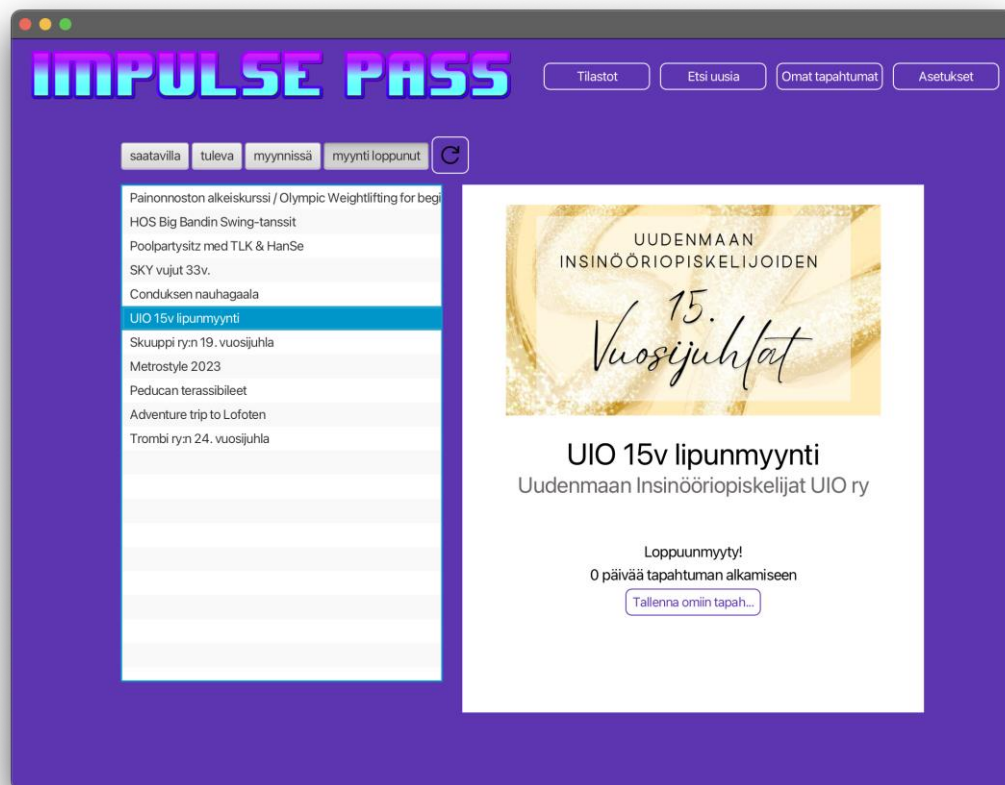 IMPULSE PASS
Tilastot
Etsi uusia
Omat tapahtumat
Asetukset
saatavilla
tuleva
myynnissä
myynti loppunut
Painonnoston alkeiskurssi / Olympic Weightlifting for begi
HOS Big Bandin Swing-tanssit
Poolpartysitz med TLK & HanSe
SKY vujut 33v.
Conduksen nauhagaala
UIO 15v lipunmyynti
Skuuppi ry:n 19. vuosijuhla
Metrostyle 2023
Peducan terassibileet
Adventure trip to Lofoten
Trombi ry:n 24. vuosijuhla
UUDENMAAN
INSINÖÖRIOPISKELIJOIDEN
15.
Vuosijuhlat
UIO 15v lipunmyynti
Uudenmaan Insinööriopiskelijat UIO ry
Loppuunmyyty!
0 päivää tapahtuman alkamiseen
Tallenna omiin tapah...